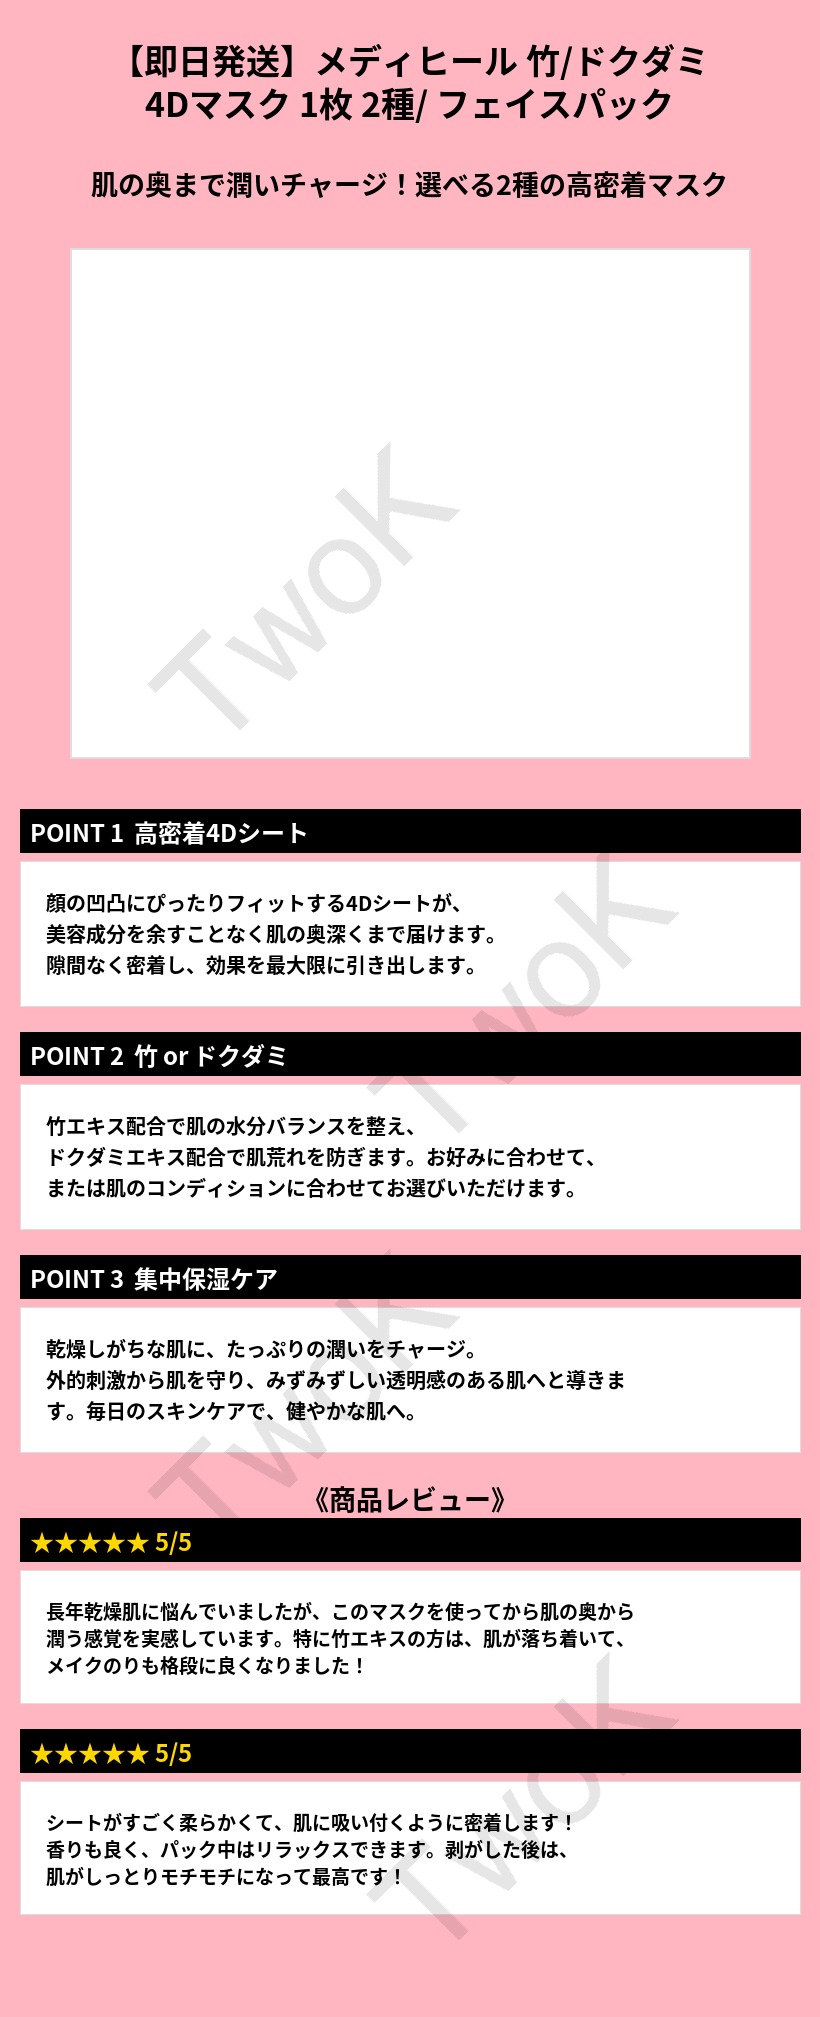 【即日発送】メディヒール 竹/ドクダミ
4Dマスク 1枚 2種/ フェイスパック
肌の奥まで潤いチャージ！選べる2種の高密着マスク
TwoK
POINT 1 高密着4Dシート
顔の凹凸にぴったりフィットする4Dシートが、
美容成分を余すことなく肌の奥深くまで届けます。
隙間なく密着し、効果を最大限に引き出します。
TwoK
POINT 2 竹 or ドクダミ
竹エキス配合で肌の水分バランスを整え、
ドクダミエキス配合で肌荒れを防ぎます。お好みに合わせて、
または肌のコンディションに合わせてお選びいただけます。
POINT 3 集中保湿ケア
乾燥しがちな肌に、たっぷりの潤いをチャージ。
外的刺激から肌を守り、みずみずしい透明感のある肌へと導きま
す。毎日のスキンケアで、健やかな肌へ。
TwoK
《商品レビュー》
★★★★★ 5/5
長年乾燥肌に悩んでいましたが、このマスクを使ってから肌の奥から
潤う感覚を実感しています。特に竹エキスの方は、肌が落ち着いて、
メイクのりも格段に良くなりました！
★★★★★ 5/5
シートがすごく柔らかくて、肌に吸い付くように密着します！
香りも良く、パック中はリラックスできます。剥がした後は、
肌がしっとりモチモチになって最高です！
TwoK